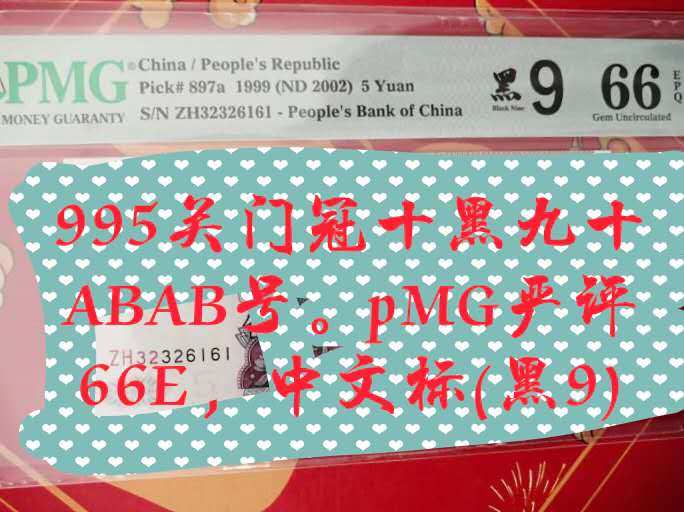 PMG
China / People's Republic
MONEY GUARANTY
Pick# 897a 1999 (ND 2002) 5 Yuan
S/N ZH32326161 - People's Bank of China
黑 9
Black Nine
66
EPQ
Gem Uncirculated
995关门冠十黑九十
ABAB号。pMG严评
ZH32326161
66E,中文标(黑9)